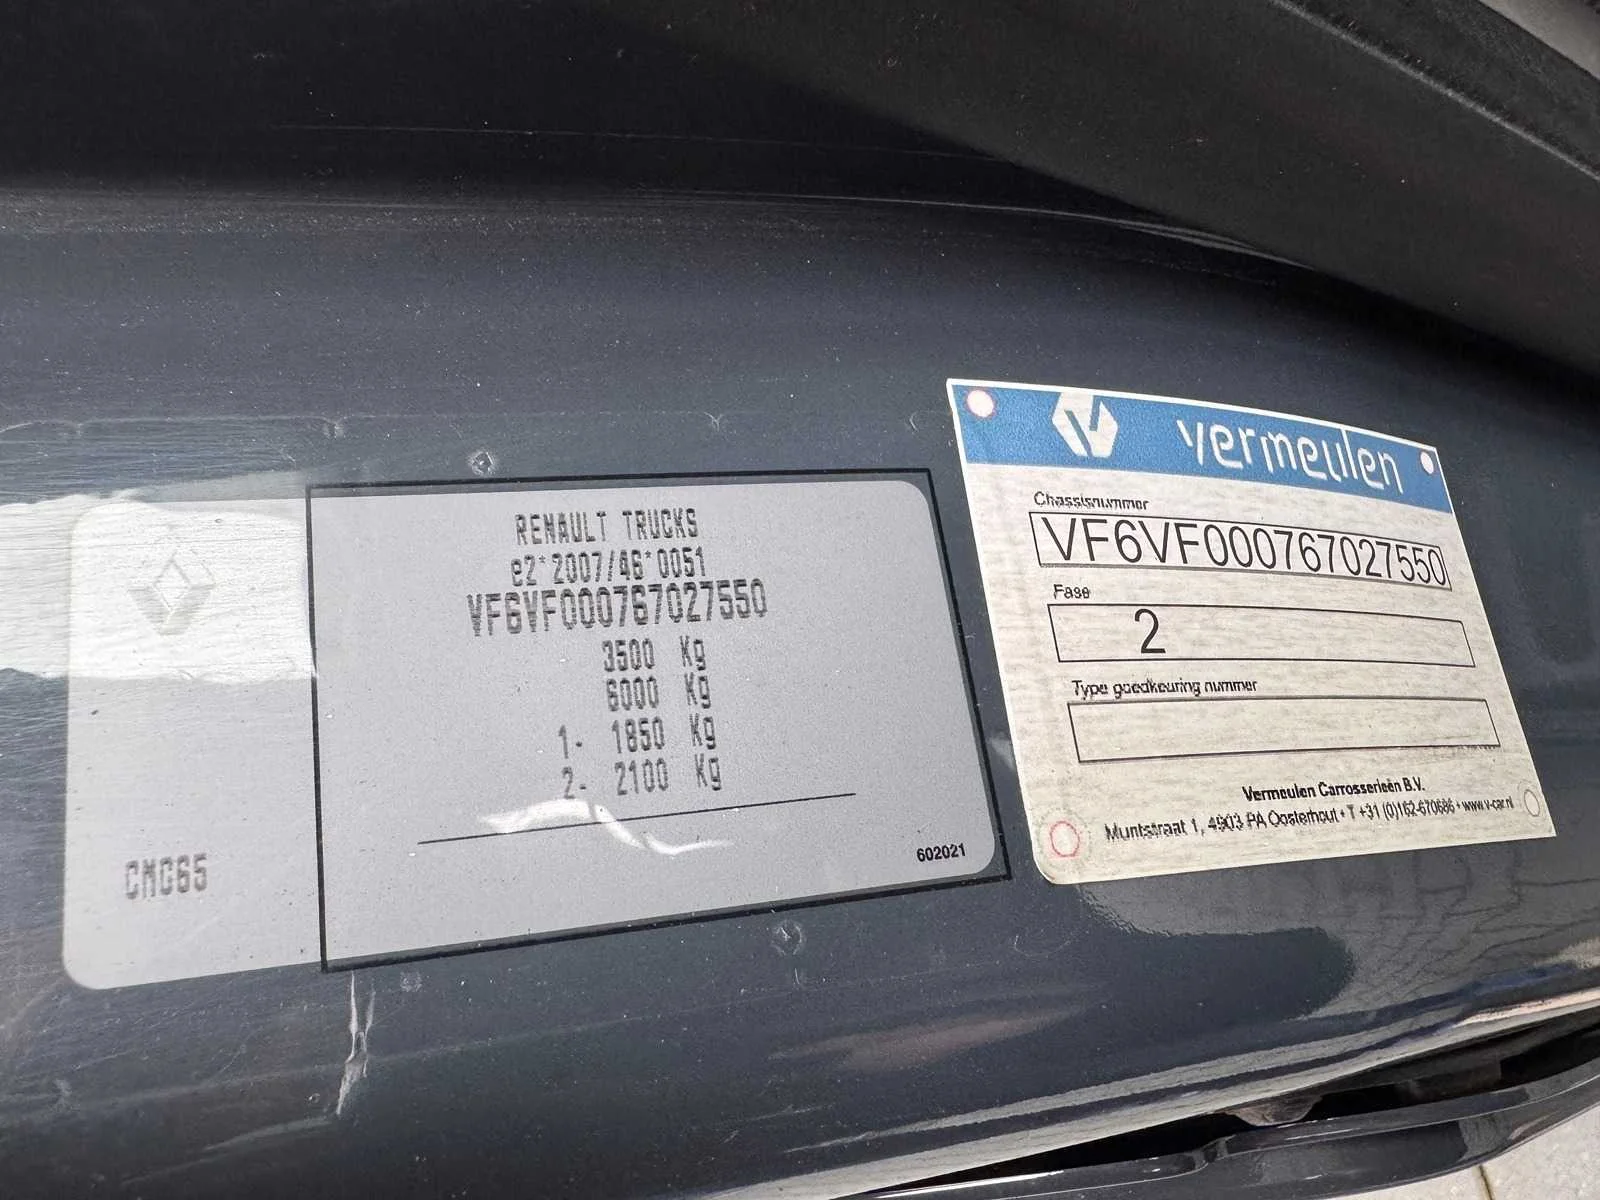 RENAULT TRUCKS
e2*2007/46*0051
VF6VF000767027550
3500 Kg
6000 Kg
1- 1850 Kg
2- 2100 Kg
CMC65
602021
vermeulen
Chassisnummer
VF6VF000767027550
Fase
2
Type goedkeuring nummer
Vermeulen Carrosserieën B.V.
Muntstraat 1, 4903 PA Oosterhout • T +31 (0)162-670686 • www.v-car.nl